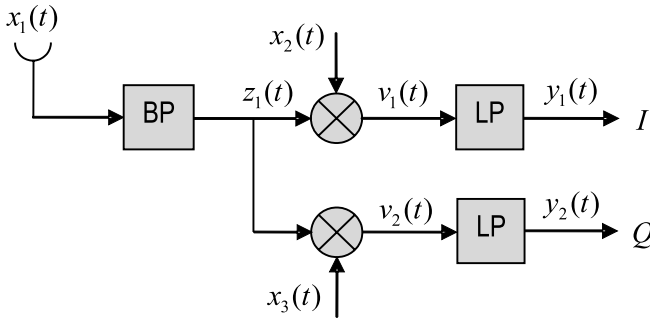 x₁(t)
x₂(t)
BP
z₁(t)
v₁(t)
LP
y₁(t)
I
v₂(t)
LP
y₂(t)
Q
x₃(t)